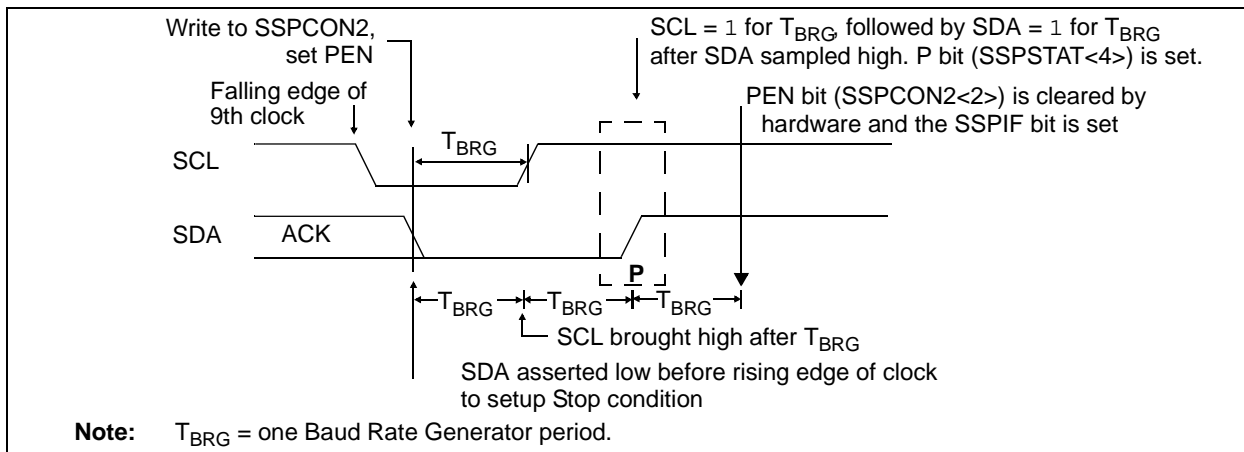 Write to SSPCON2,
set PEN
SCL = 1 for TBRG, followed by SDA = 1 for TBRG
after SDA sampled high. P bit (SSPSTAT<4>) is set.
Falling edge of
9th clock
PEN bit (SSPCON2<2>) is cleared by
hardware and the SSPIF bit is set
TBRG
SCL
SDA
ACK
P
TBRG
TBRG
TBRG
SCL brought high after TBRG
SDA asserted low before rising edge of clock
to setup Stop condition
Note: TBRG = one Baud Rate Generator period.